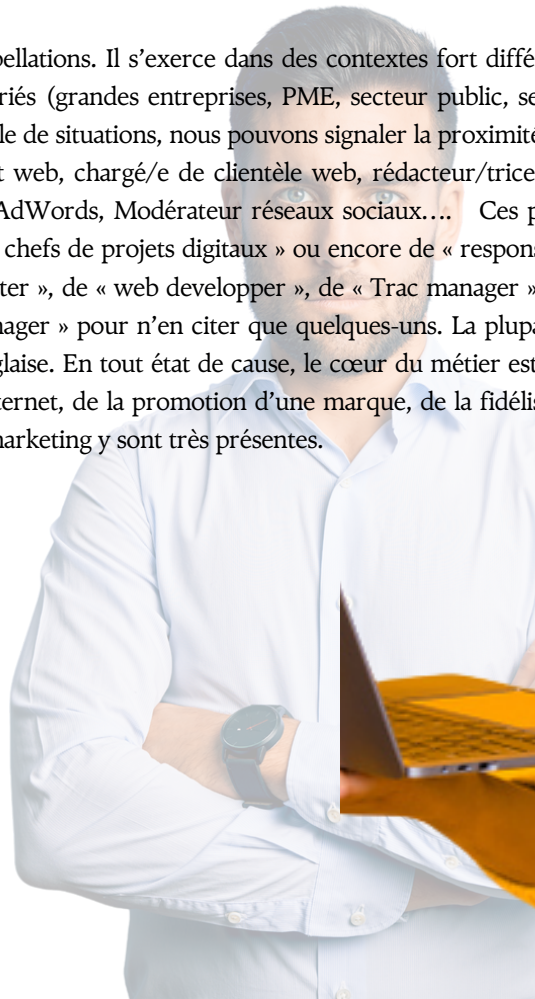 pellations. Il s’exerce dans des contextes fort diffé
riés (grandes entreprises, PME, secteur public, se
le de situations, nous pouvons signaler la proximité
t web, chargé/e de clientèle web, rédacteur/trice
AdWords, Modérateur réseaux sociaux…. Ces p
chefs de projets digitaux » ou encore de « respons
ter », de « web developper », de « Trac manager »
nager » pour n’en citer que quelques-uns. La plupa
glaise. En tout état de cause, le cœur du métier est
ternet, de la promotion d’une marque, de la fidélis
marketing y sont très présentes.